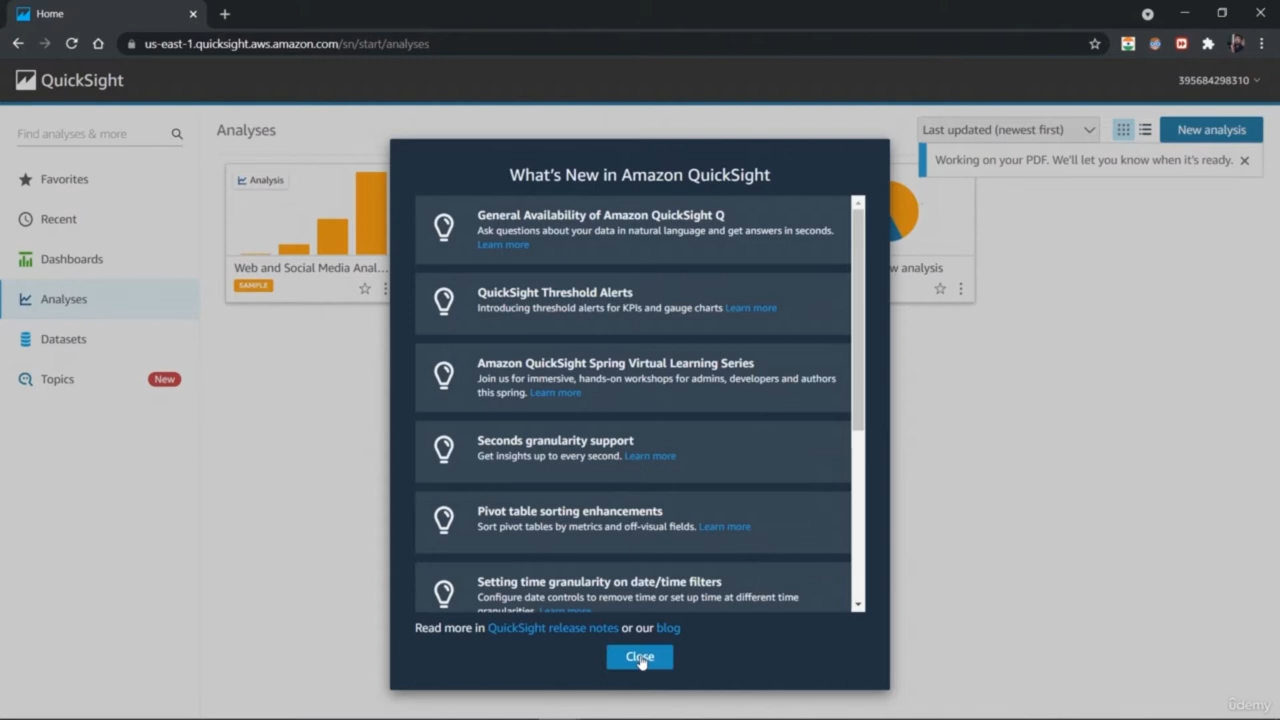 Home
us-east-1.quicksight.aws.amazon.com/sn/start/analyses
QuickSight
395684298310
Find analyses & more
Favorites
Recent
Dashboards
Analyses
Datasets
Topics
New
Analyses
Last updated (newest first)
New analysis
Working on your PDF. We'll let you know when it's ready.
Analysis
Web and Social Media Anal...
SAMPLE
w analysis
What's New in Amazon QuickSight
General Availability of Amazon QuickSight Q
Ask questions about your data in natural language and get answers in seconds.
Learn more
QuickSight Threshold Alerts
Introducing threshold alerts for KPIs and gauge charts Learn more
Amazon QuickSight Spring Virtual Learning Series
Join us for immersive, hands-on workshops for admins, developers and authors
this spring. Learn more
Seconds granularity support
Get insights up to every second. Learn more
Pivot table sorting enhancements
Sort pivot tables by metrics and off-visual fields. Learn more
Setting time granularity on date/time filters
Configure date controls to remove time or set up time at different time
granularities. Learn more
Read more in QuickSight release notes or our blog
Close
ûdemy